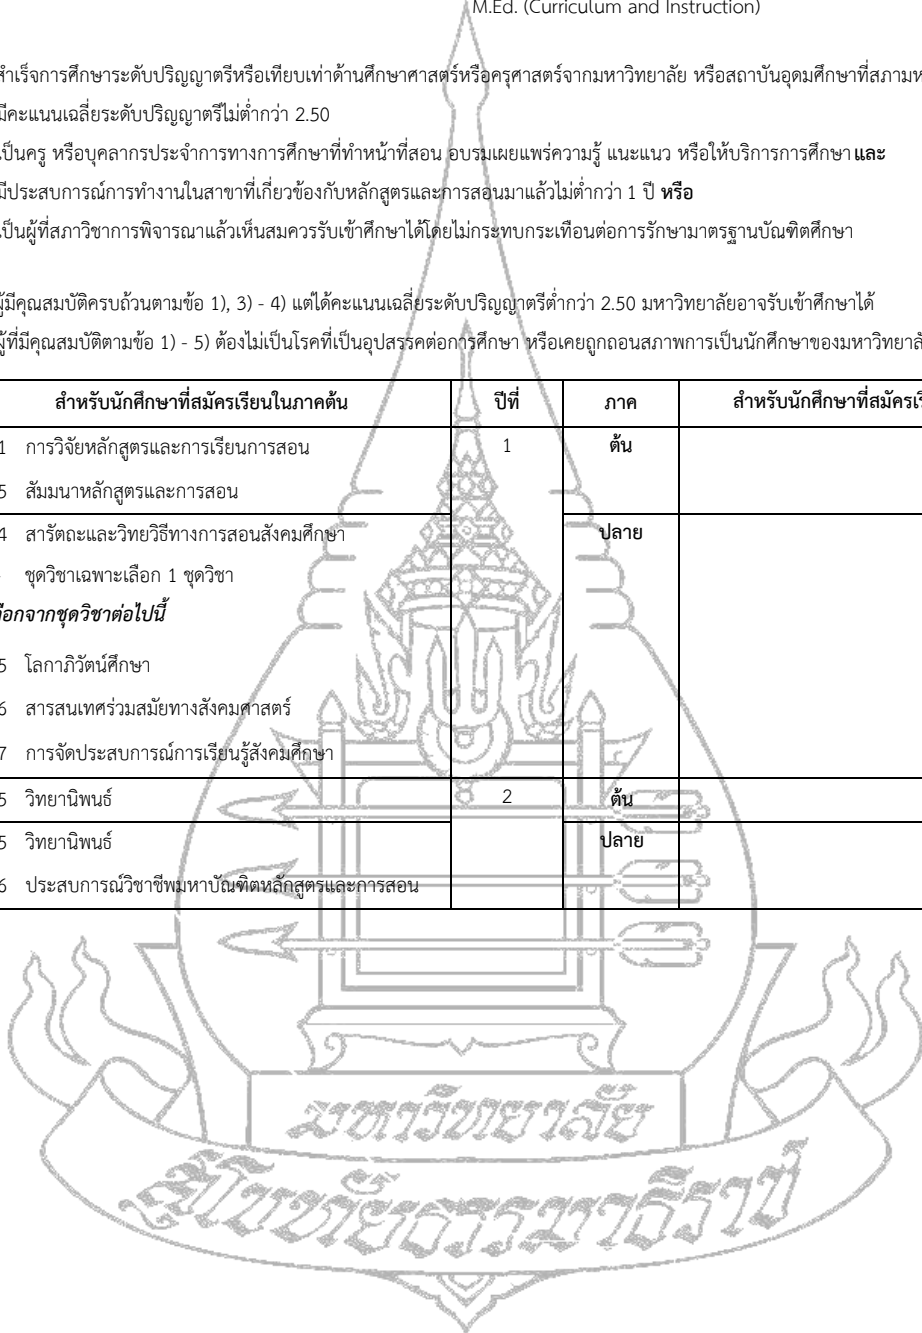 M.Ed. (Curriculum and Instruction)
สำเร็จการศึกษาระดับปริญญาตรีหรือเทียบเท่าด้านศึกษาศาสตร์หรือครุศาสตร์จากมหาวิทยาลัย หรือสถาบันอุดมศึกษาที่สภามห
มีคะแนนเฉลี่ยระดับปริญญาตรีไม่ต่ำกว่า 2.50
เป็นครู หรือบุคลากรประจำการทางการศึกษาที่ทำหน้าที่สอน อบรมเผยแพร่ความรู้ แนะแนว หรือให้บริการการศึกษา และ
มีประสบการณ์การทำงานในสาขาที่เกี่ยวข้องกับหลักสูตรและการสอนมาแล้วไม่ต่ำกว่า 1 ปี หรือ
เป็นผู้ที่สภาวิชาการพิจารณาแล้วเห็นสมควรรับเข้าศึกษาได้โดยไม่กระทบกระเทือนต่อการรักษามาตรฐานบัณฑิตศึกษา
ผู้มีคุณสมบัติครบถ้วนตามข้อ 1), 3) - 4) แต่ได้คะแนนเฉลี่ยระดับปริญญาตรีต่ำกว่า 2.50 มหาวิทยาลัยอาจรับเข้าศึกษาได้
ผู้ที่มีคุณสมบัติตามข้อ 1) - 5) ต้องไม่เป็นโรคที่เป็นอุปสรรคต่อการศึกษา หรือเคยถูกถอนสภาพการเป็นนักศึกษาของมหาวิทยาลั
สำหรับนักศึกษาที่สมัครเรียนในภาคต้น ปีที่ ภาค สำหรับนักศึกษาที่สมัครเรี
1 การวิจัยหลักสูตรและการเรียนการสอน 1 ต้น
5 สัมมนาหลักสูตรและการสอน
4 สารัตถะและวิทยวิธีทางการสอนสังคมศึกษา ปลาย
- ชุดวิชาเฉพาะเลือก 1 ชุดวิชา
ลือกจากชุดวิชาต่อไปนี้
5 โลกาภิวัตน์ศึกษา
6 สารสนเทศร่วมสมัยทางสังคมศาสตร์
7 การจัดประสบการณ์การเรียนรู้สังคมศึกษา
5 วิทยานิพนธ์ 2 ต้น
5 วิทยานิพนธ์ ปลาย
6 ประสบการณ์วิชาชีพมหาบัณฑิตหลักสูตรและการสอน
มหาวิทยาลัย
สุโขทัยธรรมาธิราช